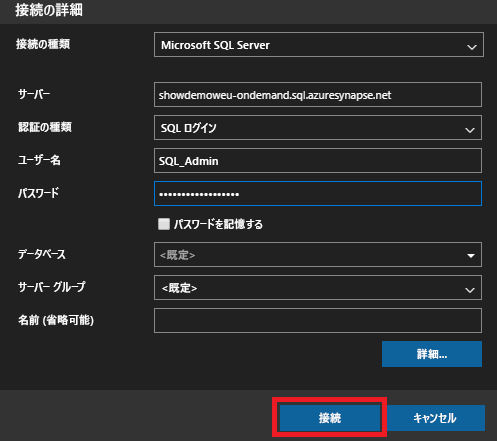 接続の詳細
接続の種類 Microsoft SQL Server
サーバー showdemoweu-ondemand.sql.azuresynapse.net
認証の種類 SQL ログイン
ユーザー名 SQL_Admin
パスワード ••••••••••••••••••
パスワードを記憶する
データベース <既定>
サーバー グループ <既定>
名前 (省略可能)
詳細...
接続 キャンセル